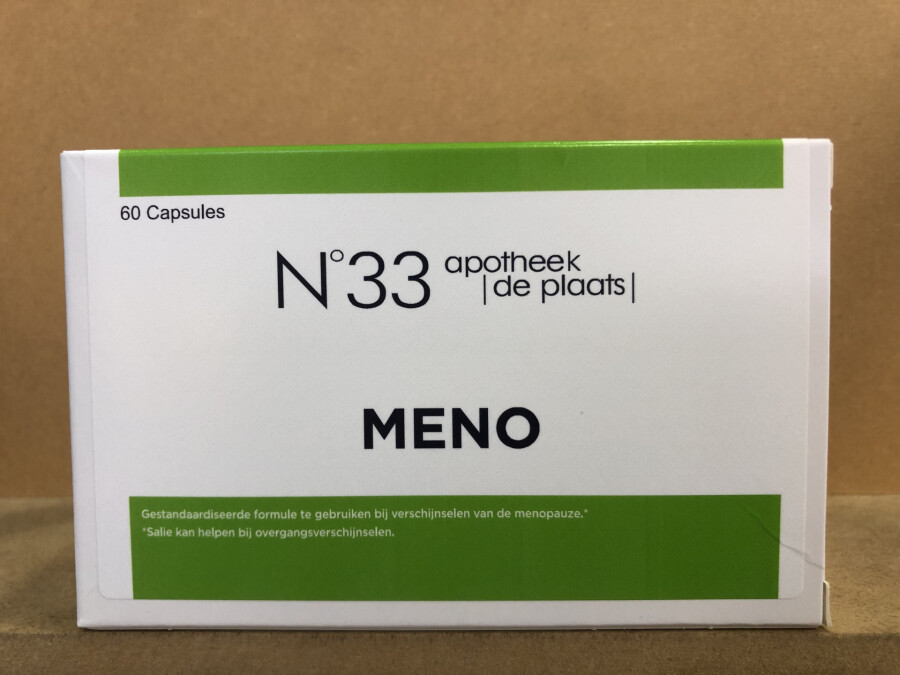 60 Capsules
N°33 apotheek
|de plaats|
MENO
Gestandaardiseerde formule te gebruiken bij verschijnselen van de menopauze.*
*Salie kan helpen bij overgangsverschijnselen.